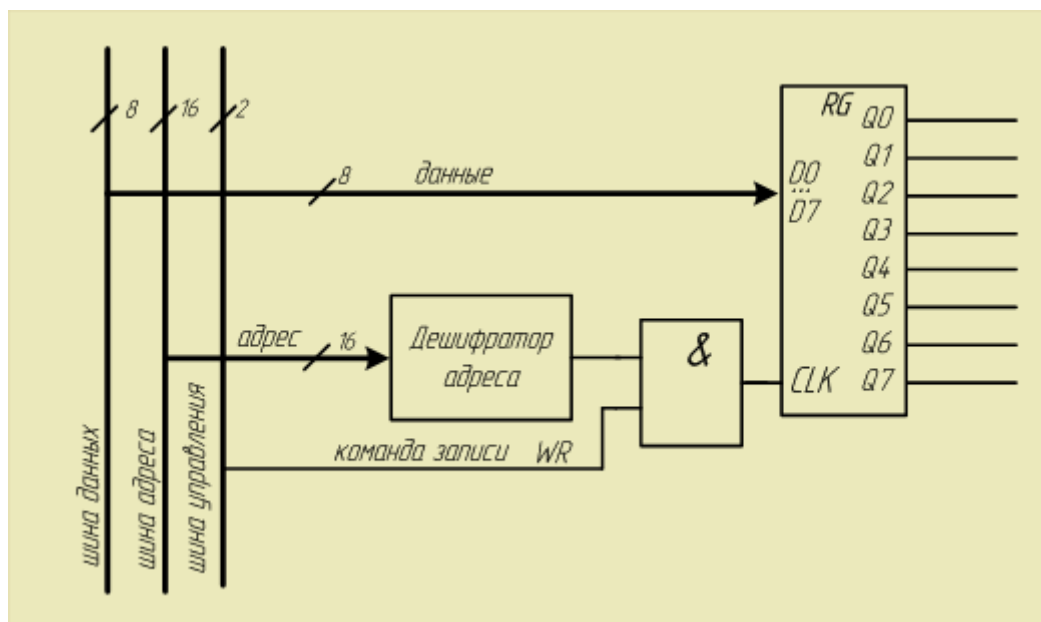 8
16
2
RG
Q0
Q1
Q2
Q3
Q4
Q5
Q6
Q7
8 данные
D0
...
D7
CLK
адрес 16
Дешифратор
адреса
&
команда записи WR
шина данных
шина адреса
шина управления